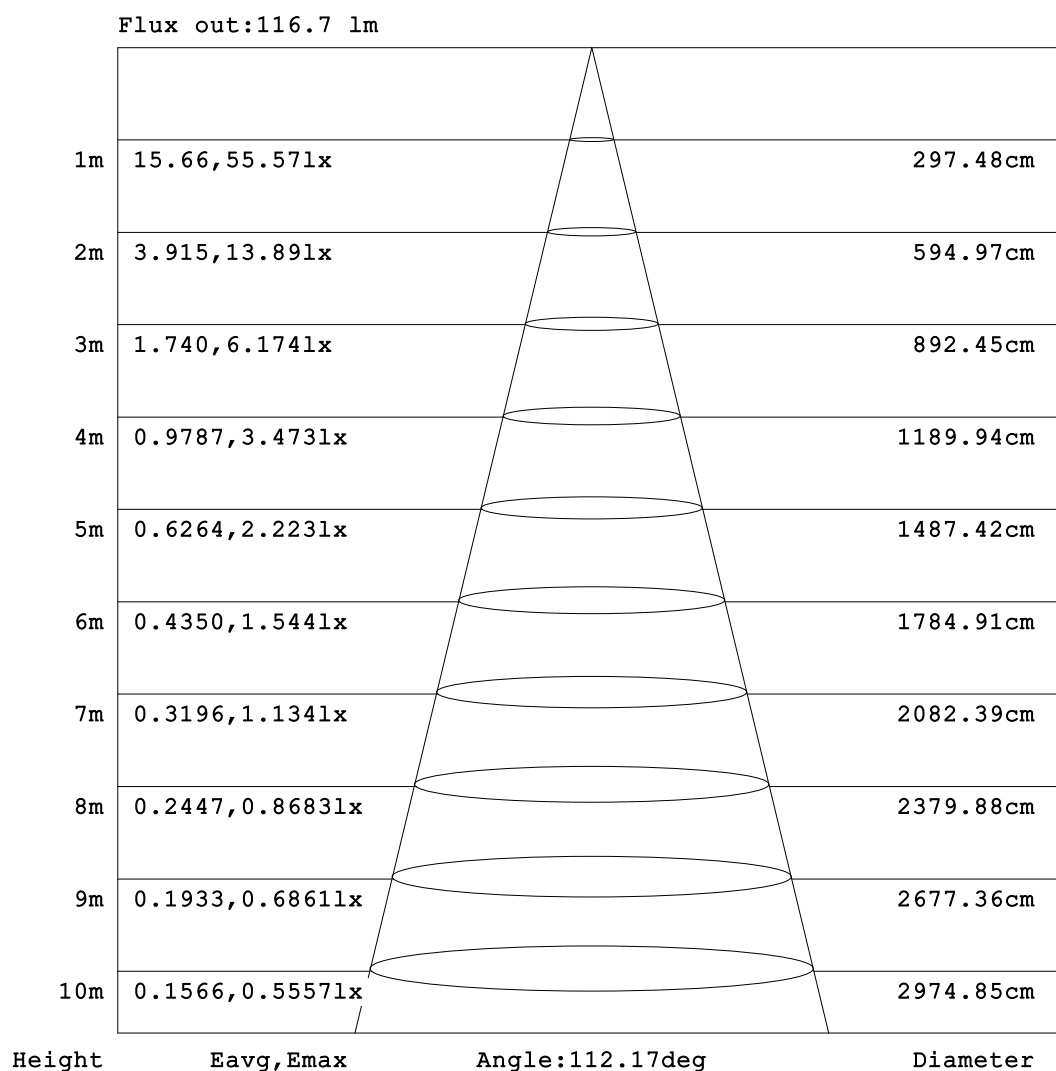 Flux out:116.7 lm
1m 15.66,55.57lx 297.48cm
2m 3.915,13.89lx 594.97cm
3m 1.740,6.174lx 892.45cm
4m 0.9787,3.473lx 1189.94cm
5m 0.6264,2.223lx 1487.42cm
6m 0.4350,1.544lx 1784.91cm
7m 0.3196,1.134lx 2082.39cm
8m 0.2447,0.8683lx 2379.88cm
9m 0.1933,0.6861lx 2677.36cm
10m 0.1566,0.5557lx 2974.85cm
Height Eavg,Emax Angle:112.17deg Diameter